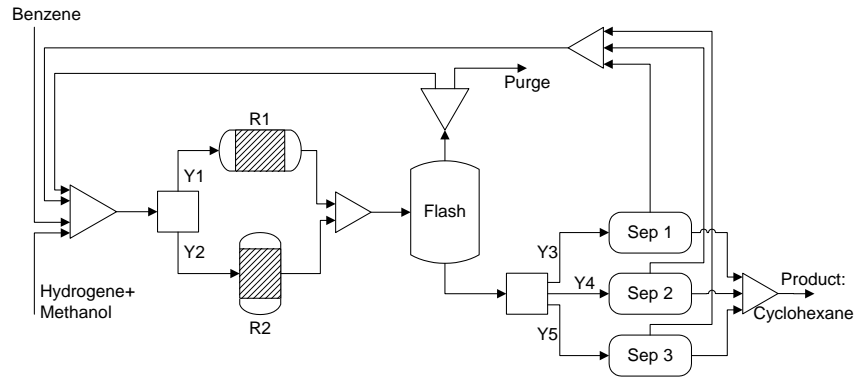 Benzene
Purge
R1
Y1
Flash
Sep 1
Y3
Y2
Y4
Sep 2
Product:
Cyclohexane
Hydrogene+
Methanol
R2
Y5
Sep 3